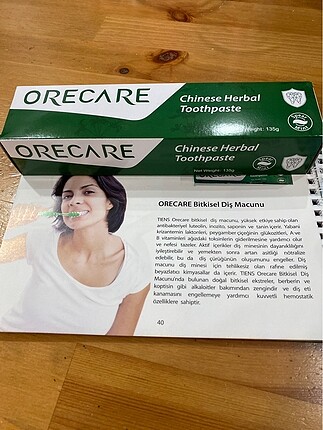 ORECARE
Chinese Herbal
Toothpaste
Net Weight: 135g
ORECARE
Chinese Herbal
Toothpaste
Net Weight: 135g
ORECARE Bitkisel Diş Macunu
TIENS Orecare bitkisel diş macunu, yüksek etkiye sahip olan
antibakteriyel luteolin, inozito, saponin ve tanin içerir. Yabani
krizantemin laktonleri, peygamber çiçeğinin glükozitleri, A ve
B vitaminleri ağızdaki toksinlerin giderilmesine yardımcı olur
ve nefesi tazeler. Aktif içerikler diş minesinin dayanıklılığını
iyileştirebilir ve yemekten sonra artan asitliği nötralize
edebilir, bu da diş çürüğünün oluşumunu engeller. Diş
macunu diş minesi için tehlikesiz olan rafine edilmiş
beyazlatıcı kimyasallar da içerir. TIENS Orecare Bitkisel Diş
Macunu'nda bulunan doğal bitkisel ekstreler, berberin ve
koptisin gibi alkaloitler bakımından zengindir ve diş eti
kanamasını engellemeye yardımcı kuvvetli hemostatik
özelliklere sahiptir.
40